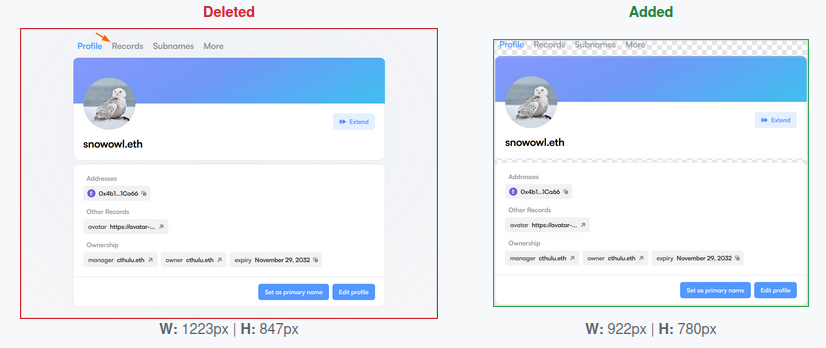 Deleted
Profile Records Subnames More
Extend
snowowl.eth
Addresses
0x4b1...1Ca66
Other Records
avatar https://avatar-...
Ownership
manager cthulu.eth owner cthulu.eth expiry November 29, 2032
Set as primary name Edit profile
W: 1223px | H: 847px
Added
Profile Records Subnames More
Extend
snowowl.eth
Addresses
0x4b1...1Ca66
Other Records
avatar https://avatar-...
Ownership
manager cthulu.eth owner cthulu.eth expiry November 29, 2032
Set as primary name Edit profile
W: 922px | H: 780px